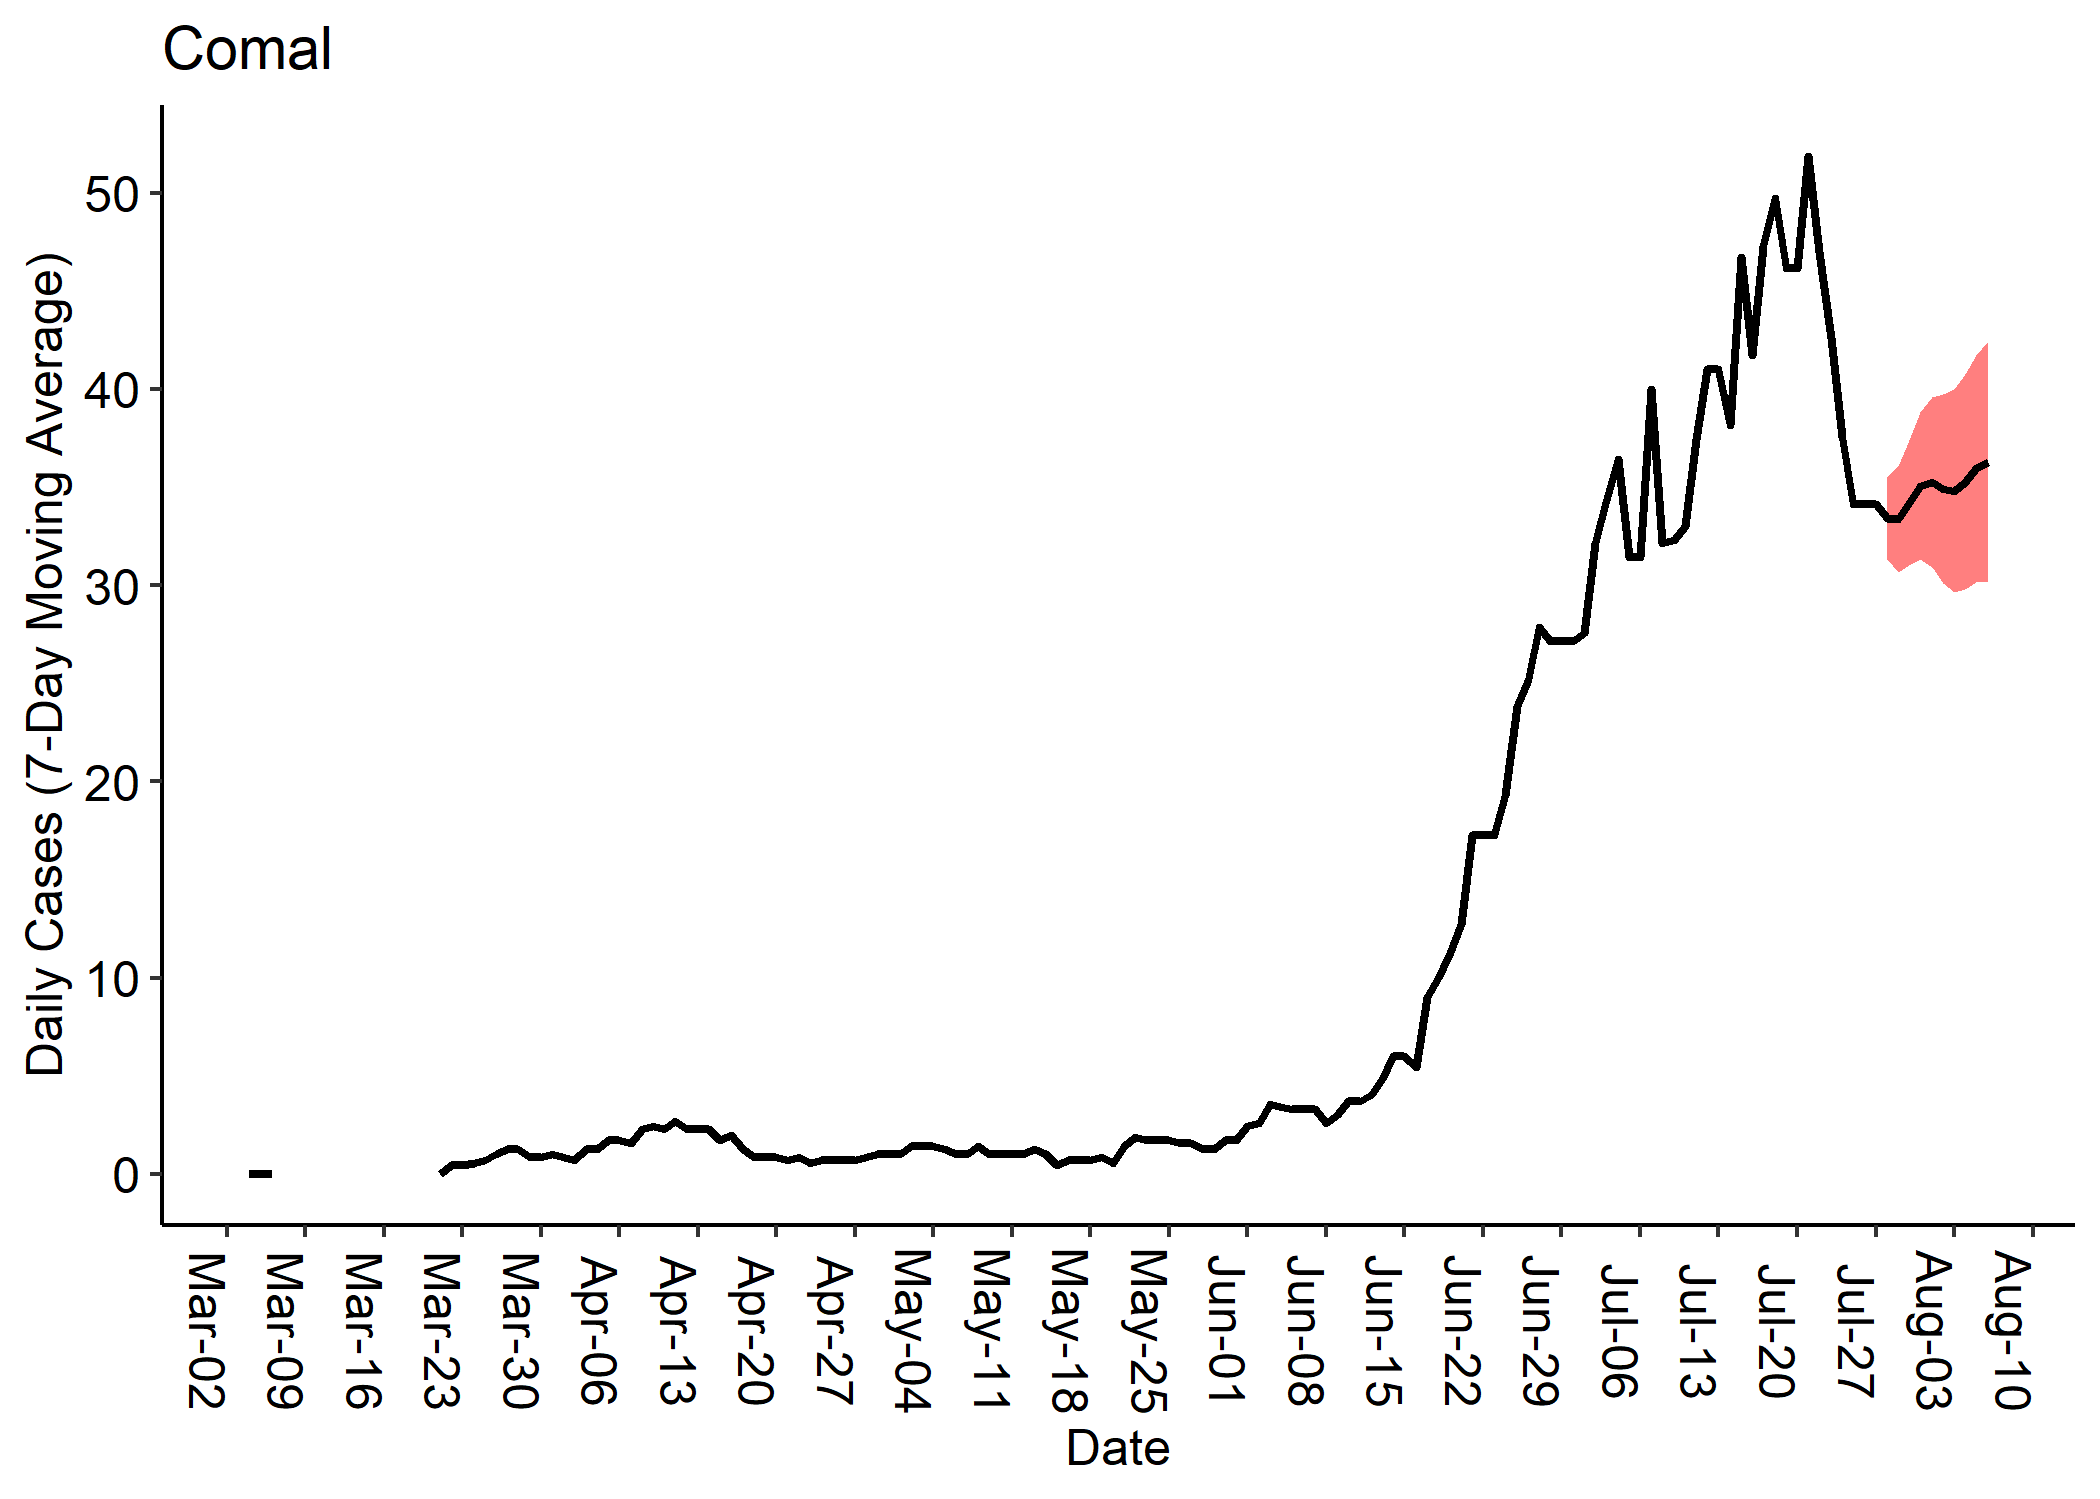 Comal
Daily Cases (7-Day Moving Average)
50
40
30
20
10
0
Mar-02
Mar-09
Mar-16
Mar-23
Mar-30
Apr-06
Apr-13
Apr-20
Apr-27
May-04
May-11
May-18
May-25
Jun-01
Jun-08
Jun-15
Jun-22
Jun-29
Jul-06
Jul-13
Jul-20
Jul-27
Aug-03
Aug-10
Date